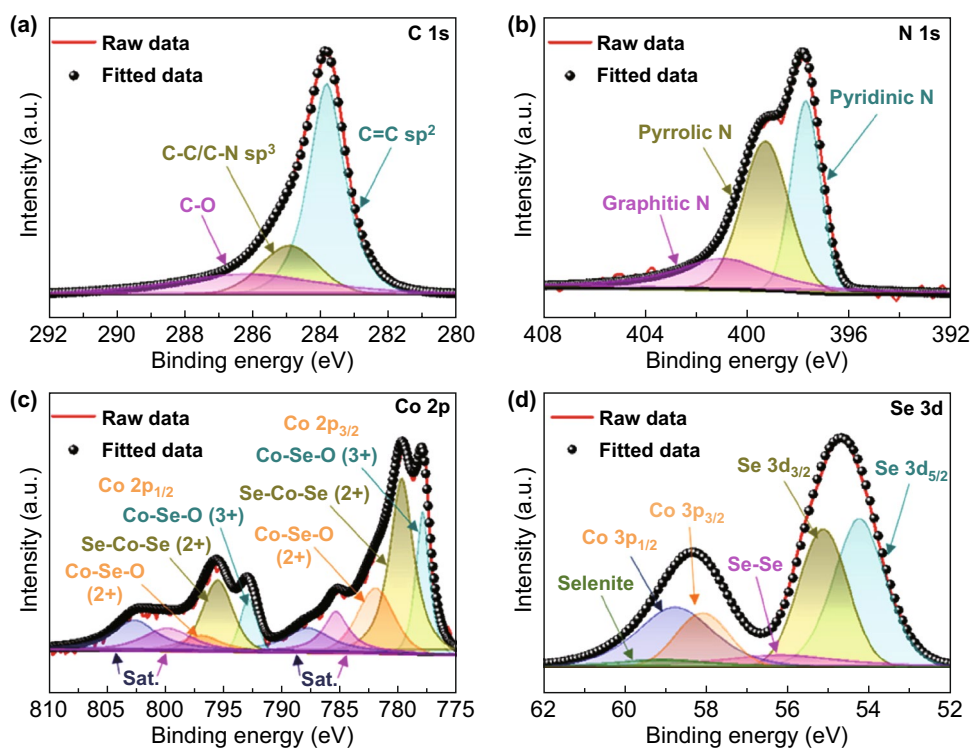 (a)
C 1s
Raw data
Fitted data
C=C sp²
C-C/C-N sp³
C-O
Intensity (a.u.)
292 290 288 286 284 282 280
Binding energy (eV)
(b)
N 1s
Raw data
Fitted data
Pyridinic N
Pyrrolic N
Graphitic N
Intensity (a.u.)
408 404 400 396 392
Binding energy (eV)
(c)
Co 2p
Raw data
Fitted data
Co 2p₃/₂
Co-Se-O (3+)
Se-Co-Se (2+)
Co-Se-O
(2+)
Co 2p₁/₂
Co-Se-O (3+)
Se-Co-Se (2+)
Co-Se-O
(2+)
Sat.
Sat.
Intensity (a.u.)
810 805 800 795 790 785 780 775
Binding energy (eV)
(d)
Se 3d
Raw data
Fitted data
Se 3d₃/₂
Se 3d₅/₂
Co 3p₃/₂
Co 3p₁/₂
Se-Se
Selenite
Intensity (a.u.)
62 60 58 56 54 52
Binding energy (eV)